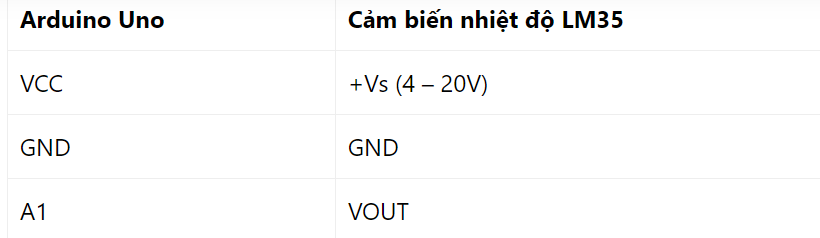 Arduino Uno Cảm biến nhiệt độ LM35
VCC +Vs (4 – 20V)
GND GND
A1 VOUT